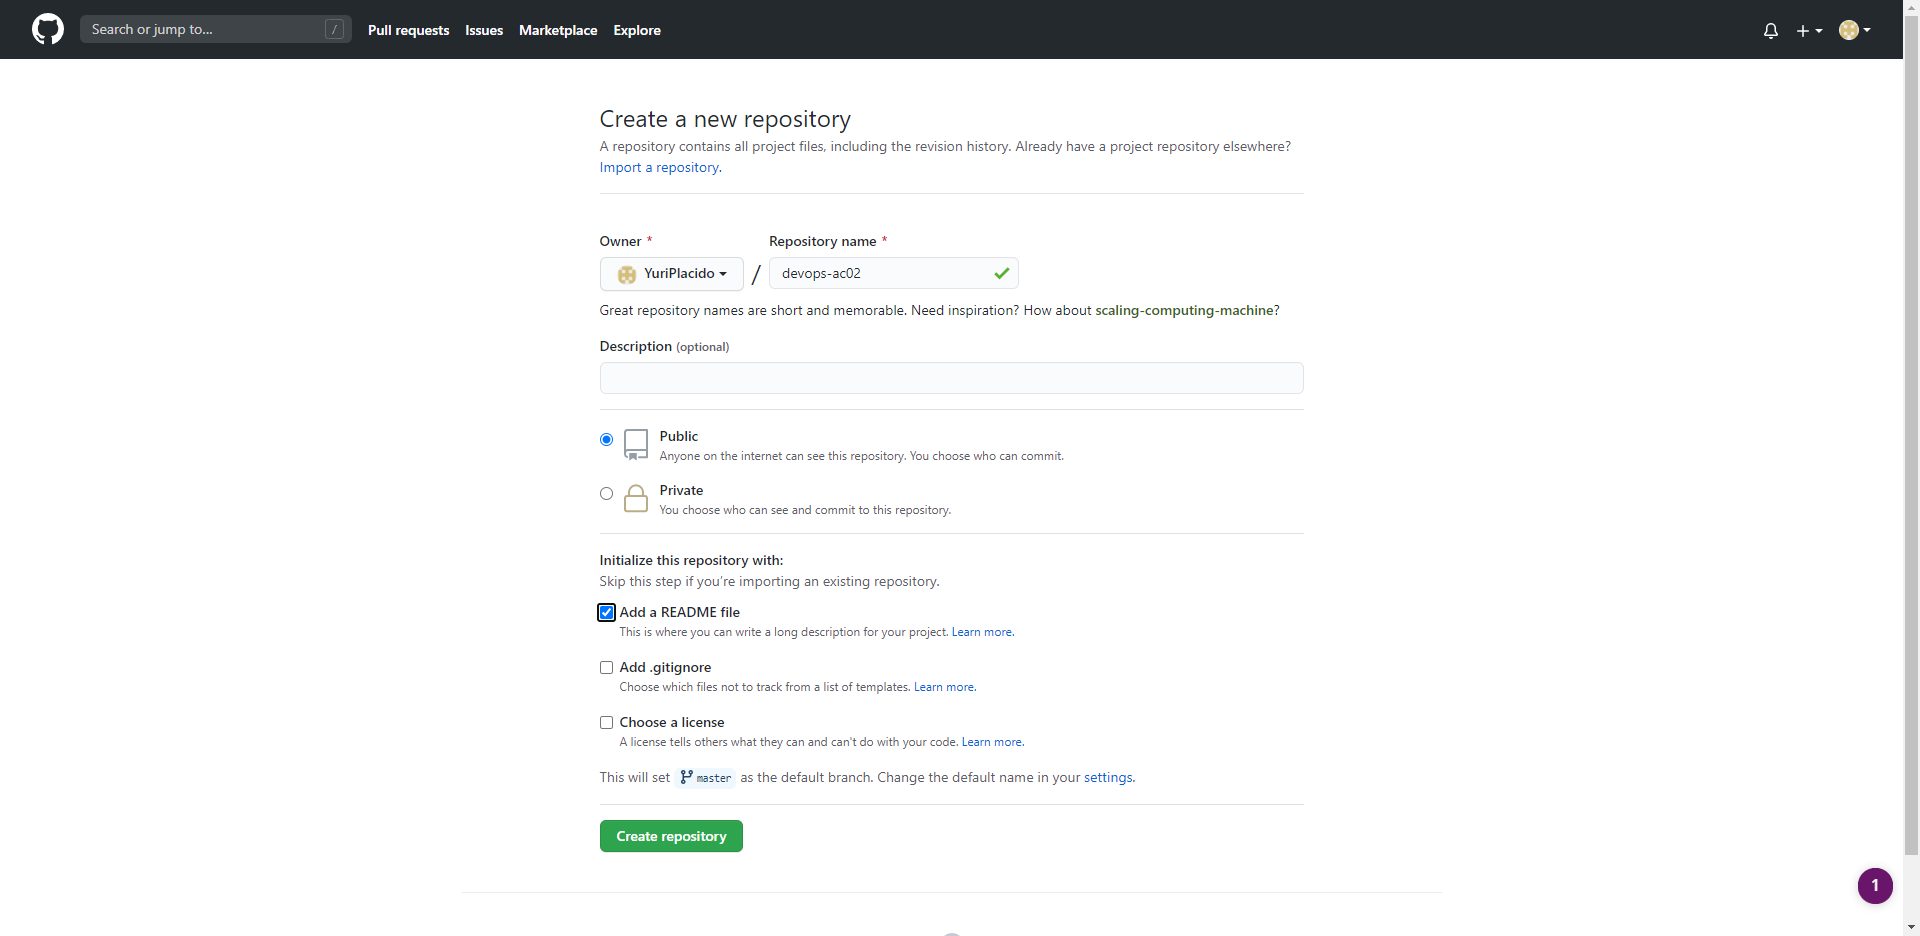 Search or jump to... /
Pull requests Issues Marketplace Explore
Create a new repository
A repository contains all project files, including the revision history. Already have a project repository elsewhere?
Import a repository.
Owner * Repository name *
YuriPlacido / devops-ac02
Great repository names are short and memorable. Need inspiration? How about scaling-computing-machine?
Description (optional)
Public
Anyone on the internet can see this repository. You choose who can commit.
Private
You choose who can see and commit to this repository.
Initialize this repository with:
Skip this step if you’re importing an existing repository.
Add a README file
This is where you can write a long description for your project. Learn more.
Add .gitignore
Choose which files not to track from a list of templates. Learn more.
Choose a license
A license tells others what they can and can't do with your code. Learn more.
This will set master as the default branch. Change the default name in your settings.
Create repository
1